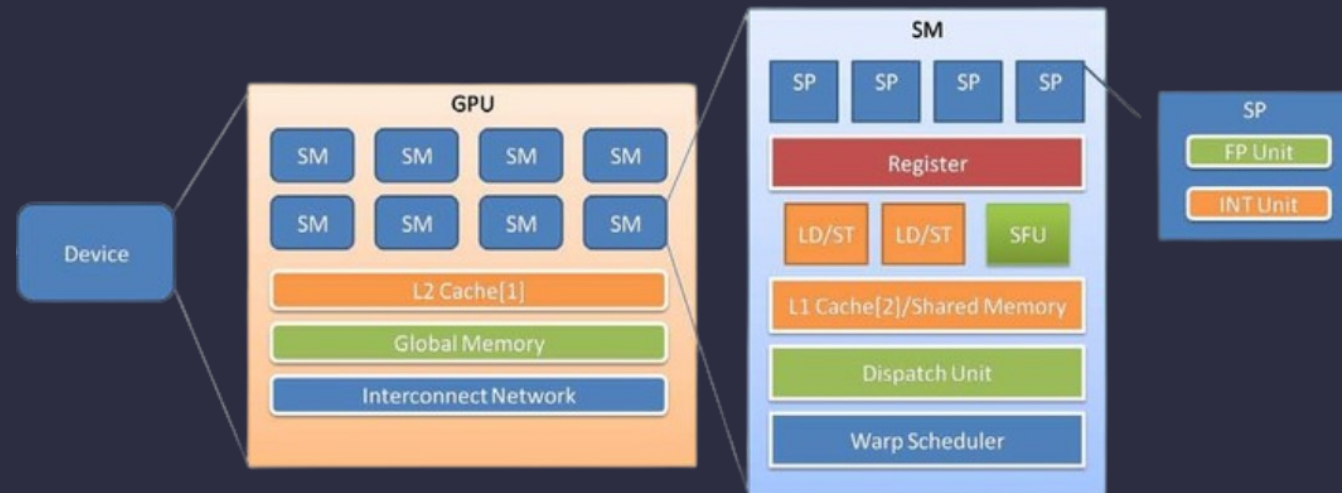 Device
GPU
SM SM SM SM
SM SM SM SM
L2 Cache[1]
Global Memory
Interconnect Network
SM
SP SP SP SP
Register
LD/ST LD/ST SFU
L1 Cache[2]/Shared Memory
Dispatch Unit
Warp Scheduler
SP
FP Unit
INT Unit